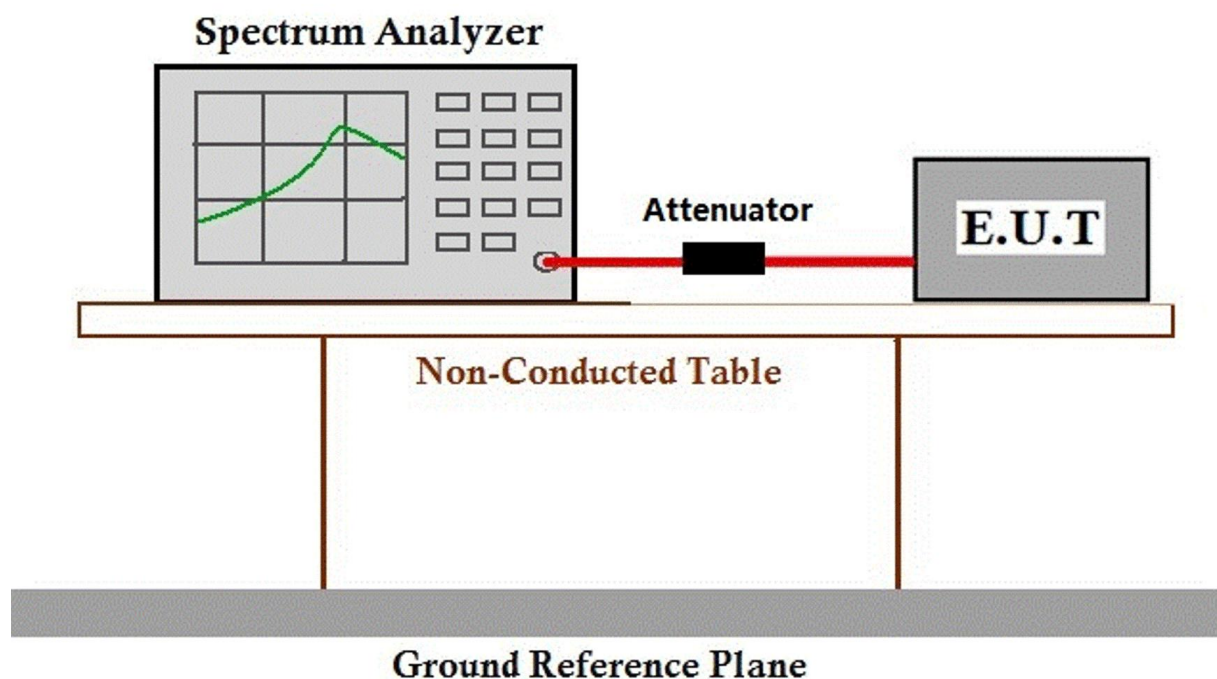 Spectrum Analyzer
Attenuator
E.U.T
Non-Conducted Table
Ground Reference Plane